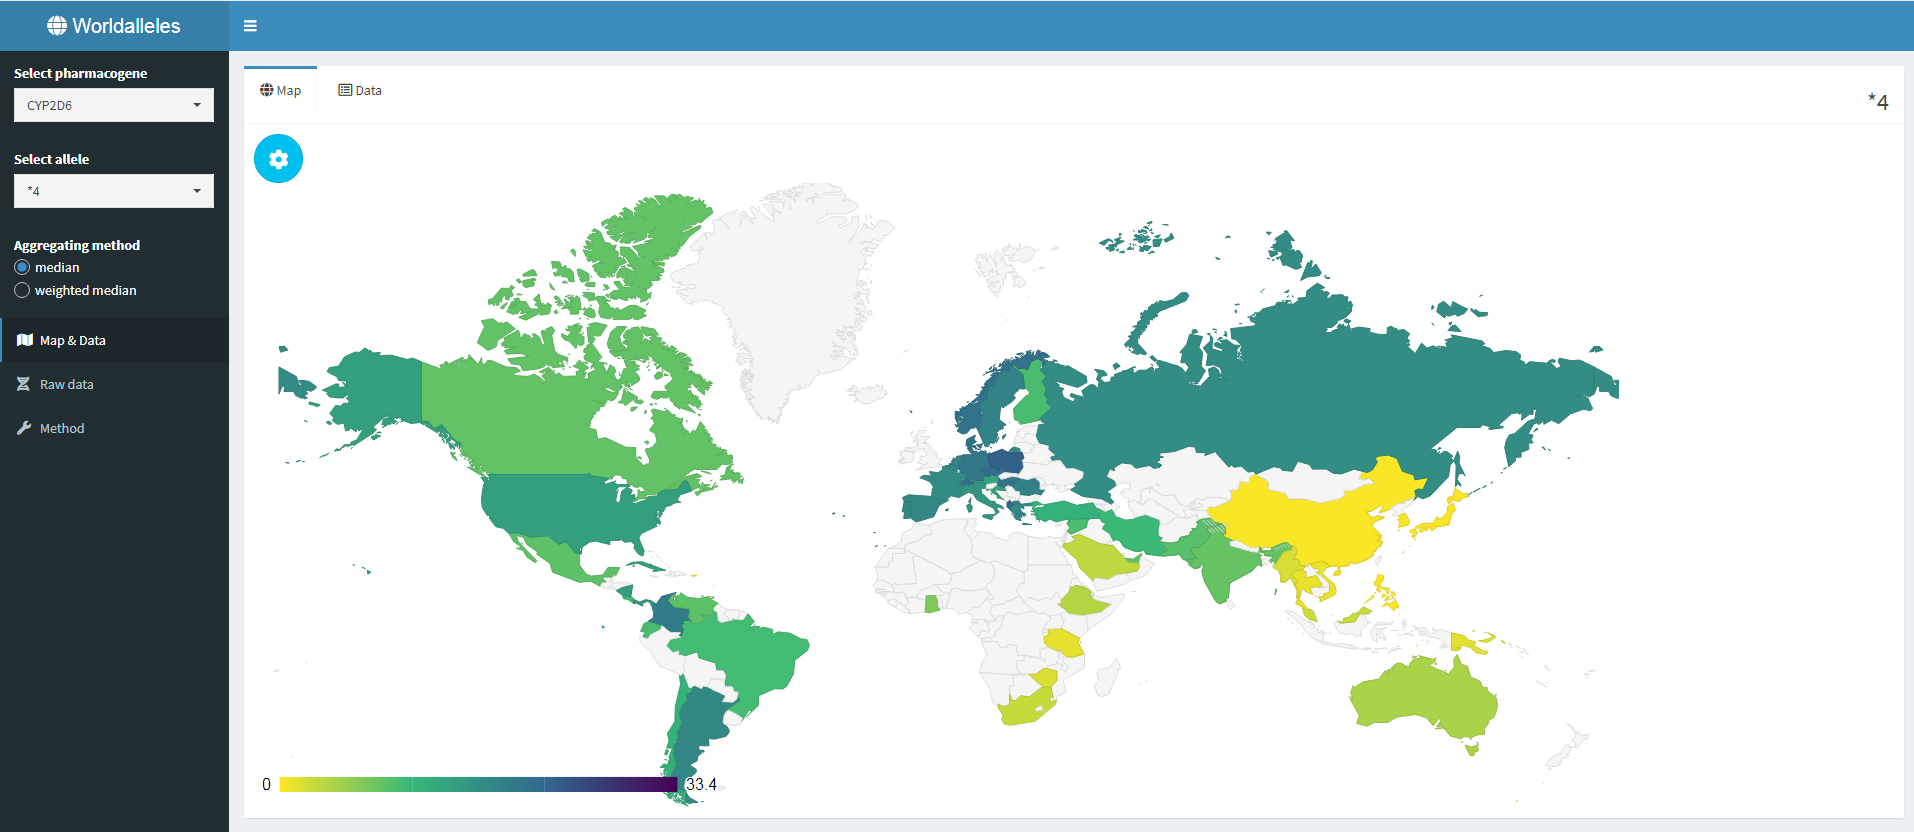 Worldalleles
Select pharmacogene
CYP2D6
Select allele
*4
Aggregating method
median
weighted median
Map & Data
Raw data
Method
Map
Data
*4
0
33.4